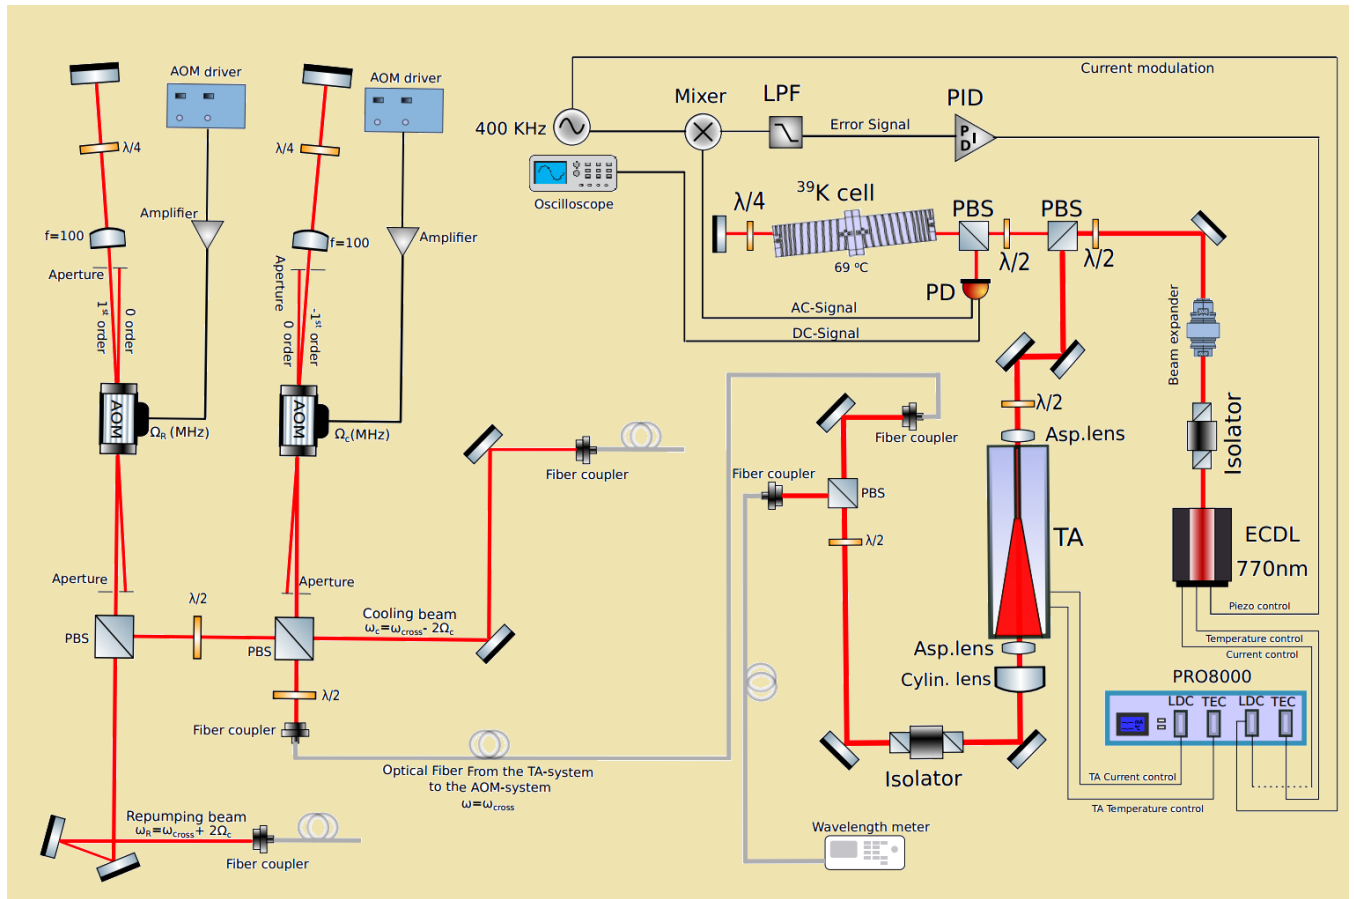 AOM driver
AOM driver
Current modulation
Mixer
LPF
PID
400 KHz
Error Signal
P
I
D
λ/4
λ/4
Oscilloscope
λ/4
³⁹K cell
PBS
PBS
Amplifier
Amplifier
f=100
f=100
λ/2
λ/2
69 ºC
Aperture
Aperture
PD
AC-Signal
DC-Signal
1st order
0 order
0 order
-1st order
Beam expander
AOM
AOM
ΩR (MHz)
Ωc(MHz)
λ/2
Asp.lens
Isolator
Fiber coupler
Fiber coupler
Fiber coupler
PBS
TA
ECDL
770nm
λ/2
Aperture
Aperture
λ/2
Piezo control
Cooling beam
ωc=ωcross- 2Ωc
PBS
PBS
Temperature control
Current control
Asp.lens
Cylin. lens
PRO8000
λ/2
LDC
TEC
LDC
TEC
mA
°C
Fiber coupler
Optical Fiber From the TA-system
to the AOM-system
ω=ωcross
Isolator
TA Current control
TA Temperature control
Repumping beam
ωR=ωcross+ 2Ωc
Fiber coupler
Wavelength meter